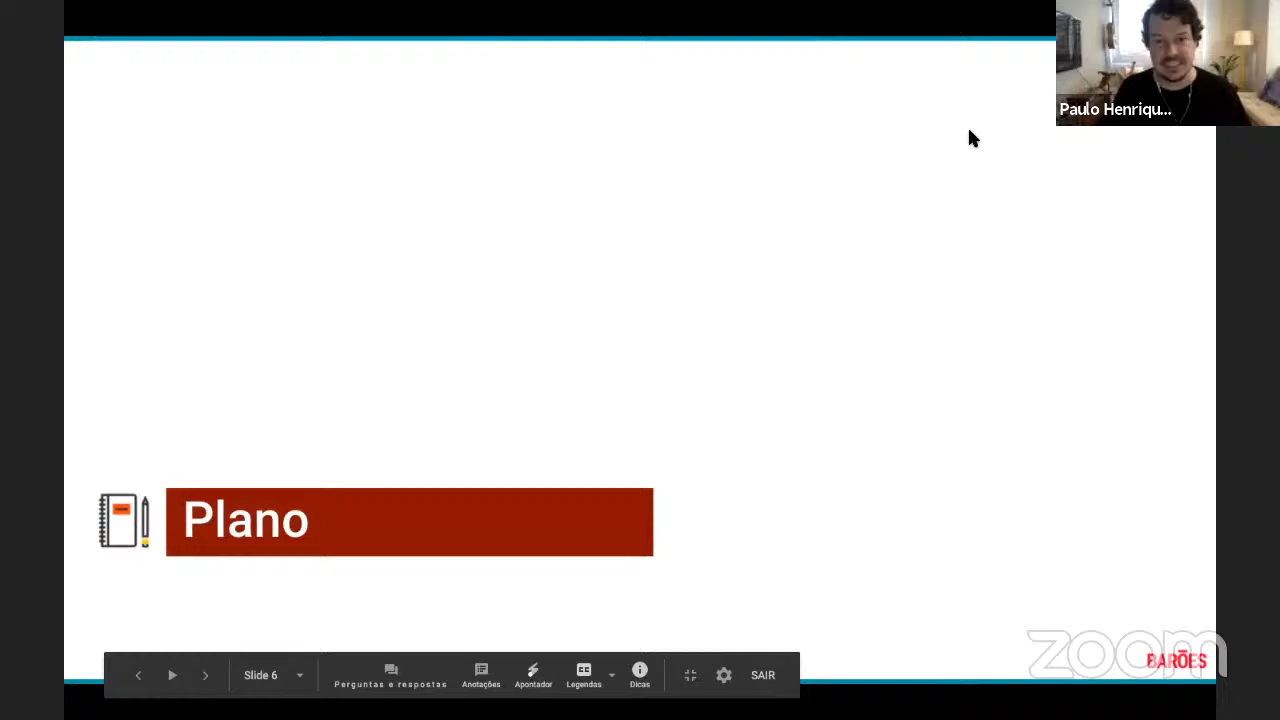 Paulo Henriqu...
Plano
Slide 6
Perguntas e respostas
Anotações
Apontador
Legendas
Dicas
SAIR
zoom
BARÕES